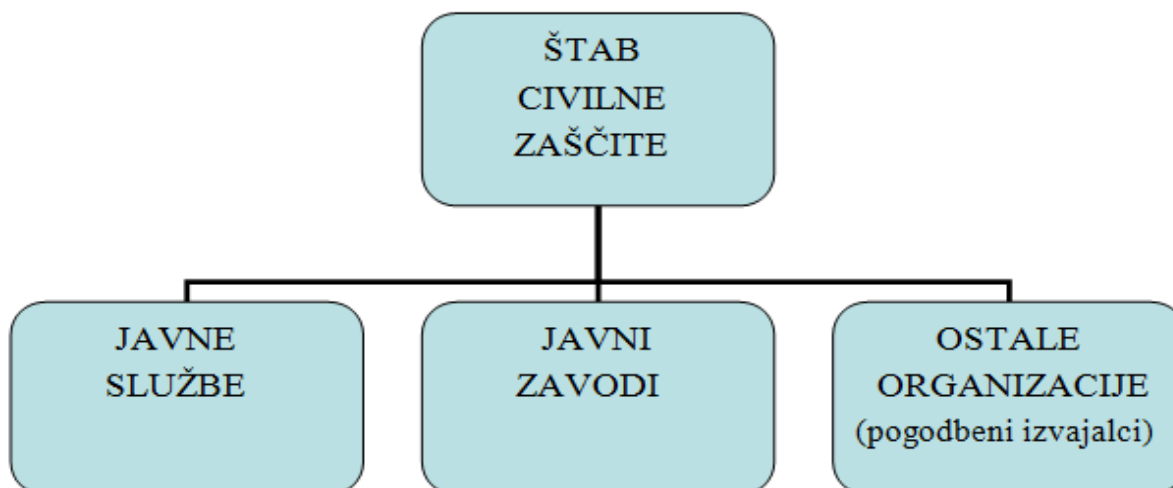 ŠTAB
CIVILNE
ZAŠČITE
JAVNE
SLUŽBE
JAVNI
ZAVODI
OSTALE
ORGANIZACIJE
(pogodbeni izvajalci)